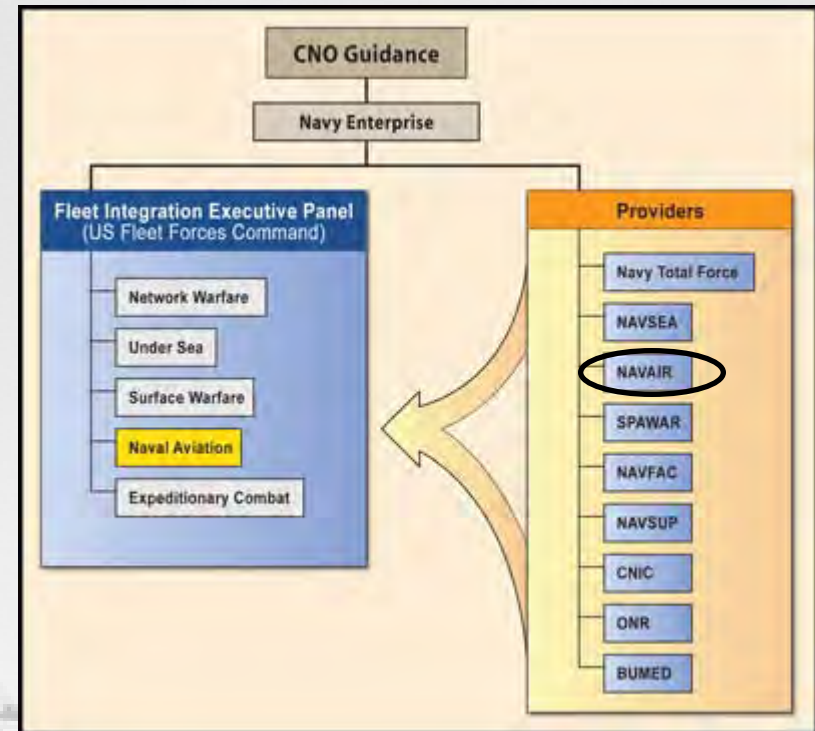 CNO Guidance
Navy Enterprise
Fleet Integration Executive Panel
(US Fleet Forces Command)
Network Warfare
Under Sea
Surface Warfare
Naval Aviation
Expeditionary Combat
Providers
Navy Total Force
NAVSEA
NAVAIR
SPAWAR
NAVFAC
NAVSUP
CNIC
ONR
BUMED